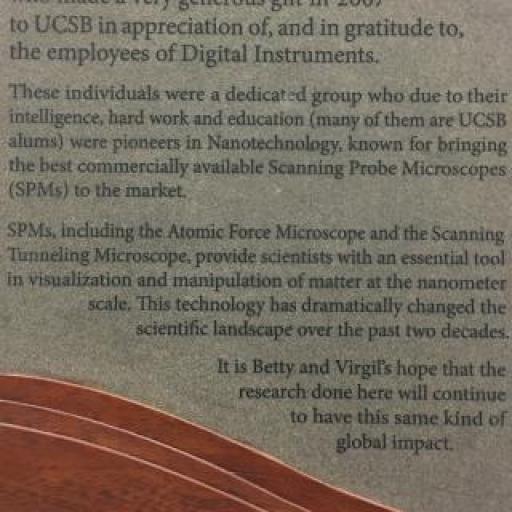 who made a very generous gift in 2007
to UCSB in appreciation of, and in gratitude to,
the employees of Digital Instruments.
These individuals were a dedicated group who due to their
intelligence, hard work and education (many of them are UCSB
alums) were pioneers in Nanotechnology, known for bringing
the best commercially available Scanning Probe Microscopes
(SPMs) to the market.
SPMs, including the Atomic Force Microscope and the Scanning
Tunneling Microscope, provide scientists with an essential tool
in visualization and manipulation of matter at the nanometer
scale. This technology has dramatically changed the
scientific landscape over the past two decades.
It is Betty and Virgil's hope that the
research done here will continue
to have this same kind of
global impact.